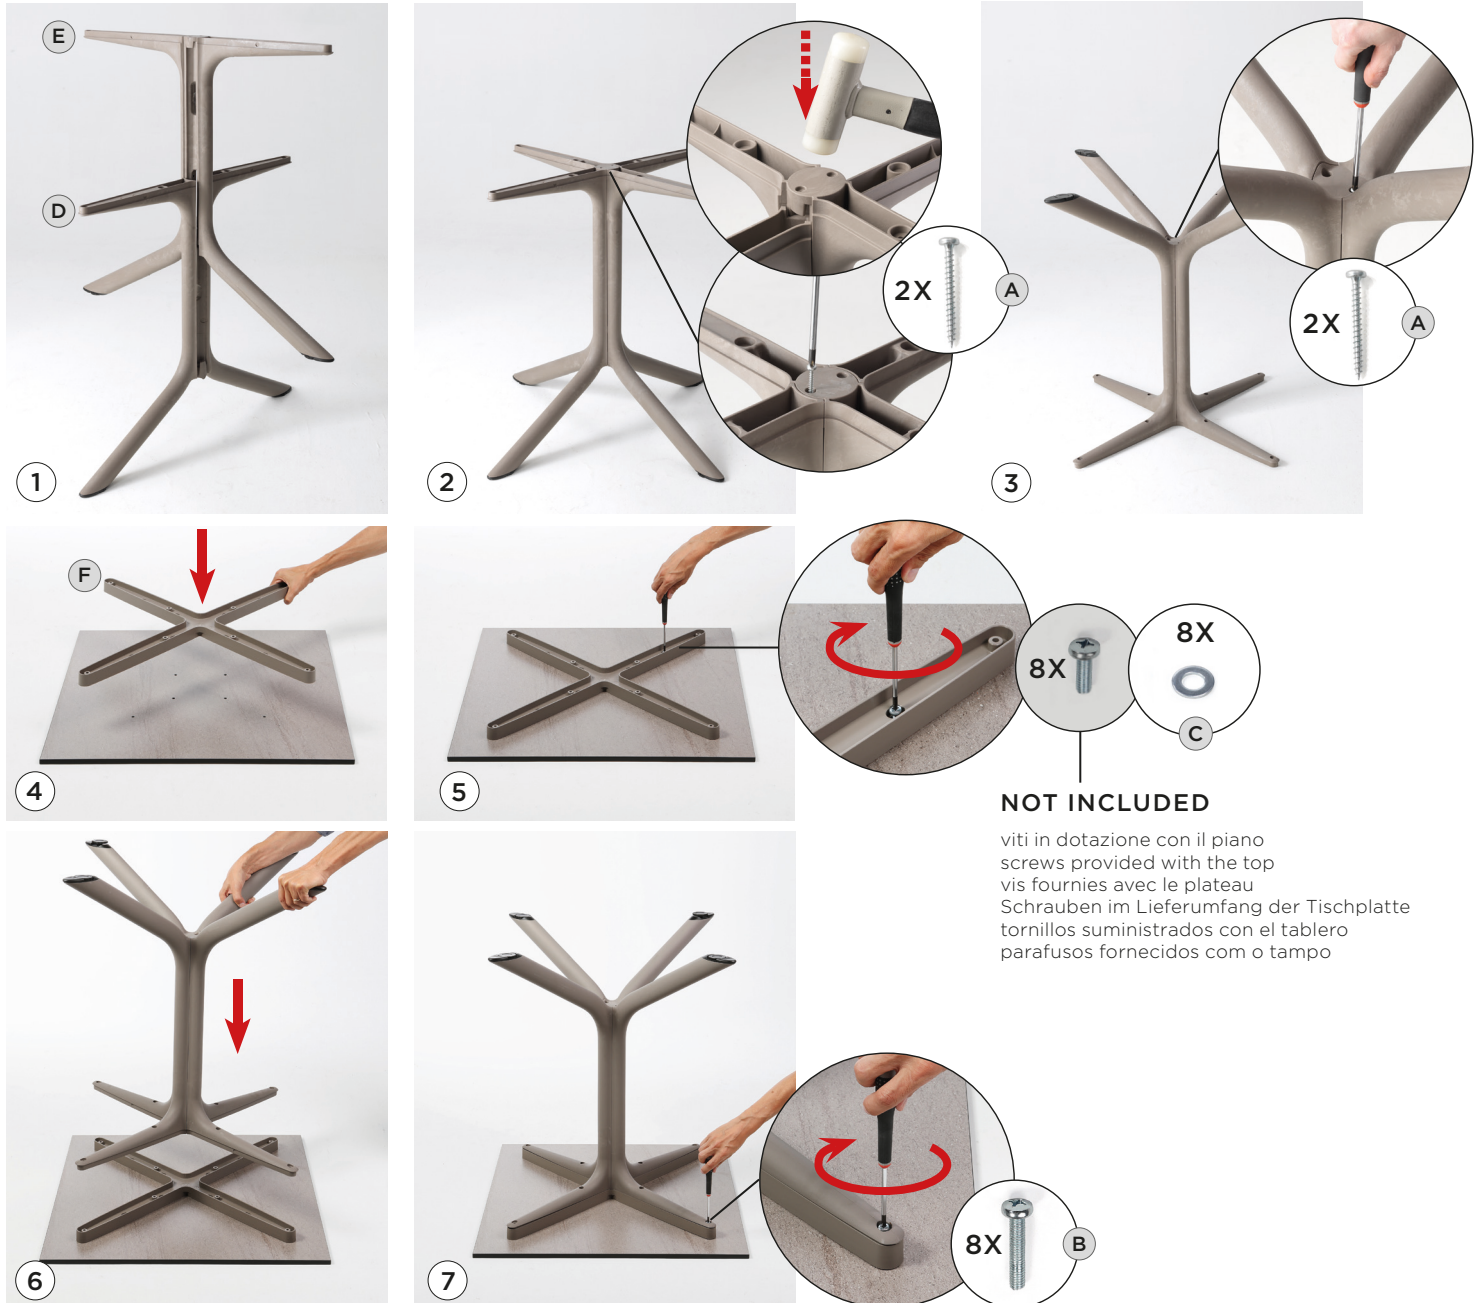 E
D
1
2X
A
2
2X
A
3
F
4
5
8X
8X
C
NOT INCLUDED
viti in dotazione con il piano
screws provided with the top
vis fournies avec le plateau
Schrauben im Lieferumfang der Tischplatte
tornillos suministrados con el tablero
parafusos fornecidos com o tampo
6
7
8X
B